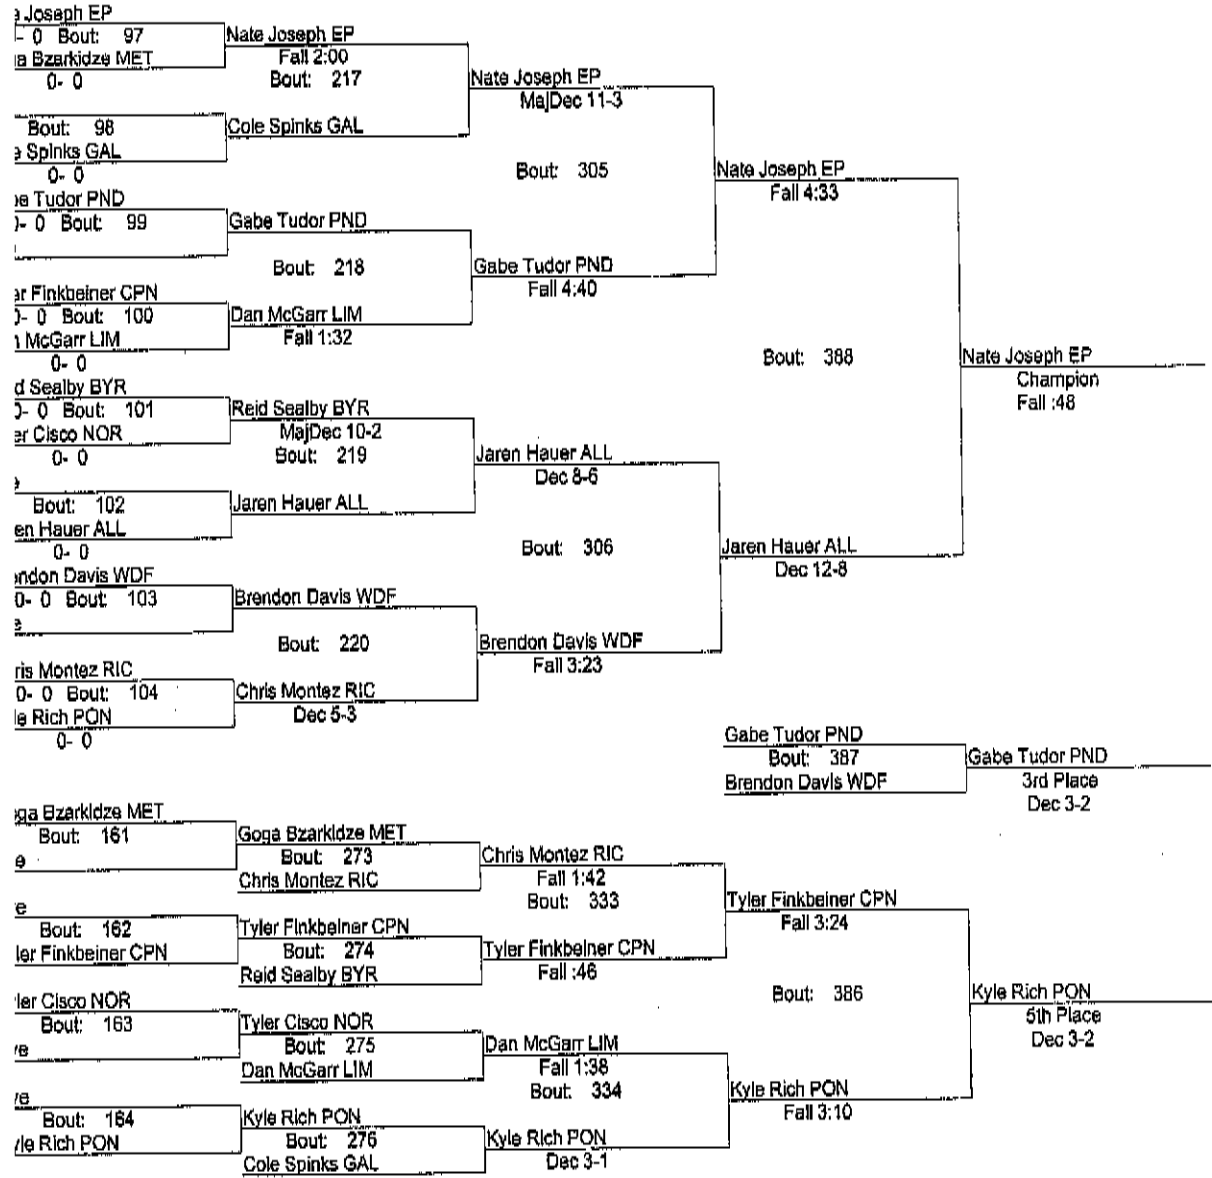 Joseph EP
- 0 Bout: 97
Bzarkidze MET
0- 0
Bout: 98
Spinks GAL
0- 0
Tudor PND
- 0 Bout: 99
Finkbeiner CPN
- 0 Bout: 100
McGarr LIM
0- 0
Sealby BYR
- 0 Bout: 101
Cisco NOR
0- 0
Bout: 102
Hauer ALL
0- 0
Davis WDF
0- 0 Bout: 103
Montez RIC
0- 0 Bout: 104
Rich PON
0- 0
Nate Joseph EP
Fall 2:00
Bout: 217
Cole Spinks GAL
Gabe Tudor PND
Bout: 218
Dan McGarr LIM
Fall 1:32
Reid Sealby BYR
MajDec 10-2
Bout: 219
Jaren Hauer ALL
Brendon Davis WDF
Bout: 220
Chris Montez RIC
Dec 5-3
Nate Joseph EP
MajDec 11-3
Bout: 305
Gabe Tudor PND
Fall 4:40
Jaren Hauer ALL
Dec 8-6
Bout: 306
Brendon Davis WDF
Fall 3:23
Nate Joseph EP
Fall 4:33
Bout: 388
Jaren Hauer ALL
Dec 12-8
Nate Joseph EP
Champion
Fall :48
Gabe Tudor PND
Bout: 387
Brendon Davis WDF
Gabe Tudor PND
3rd Place
Dec 3-2
Bzarkidze MET
Bout: 161
Bout: 162
Finkbeiner CPN
Cisco NOR
Bout: 163
Bout: 164
Rich PON
Goga Bzarkidze MET
Bout: 273
Chris Montez RIC
Tyler Finkbeiner CPN
Bout: 274
Reid Sealby BYR
Tyler Cisco NOR
Bout: 275
Dan McGarr LIM
Kyle Rich PON
Bout: 276
Cole Spinks GAL
Chris Montez RIC
Fall 1:42
Bout: 333
Tyler Finkbeiner CPN
Fall :46
Dan McGarr LIM
Fall 1:38
Bout: 334
Kyle Rich PON
Dec 3-1
Tyler Finkbeiner CPN
Fall 3:24
Bout: 386
Kyle Rich PON
Fall 3:10
Kyle Rich PON
5th Place
Dec 3-2